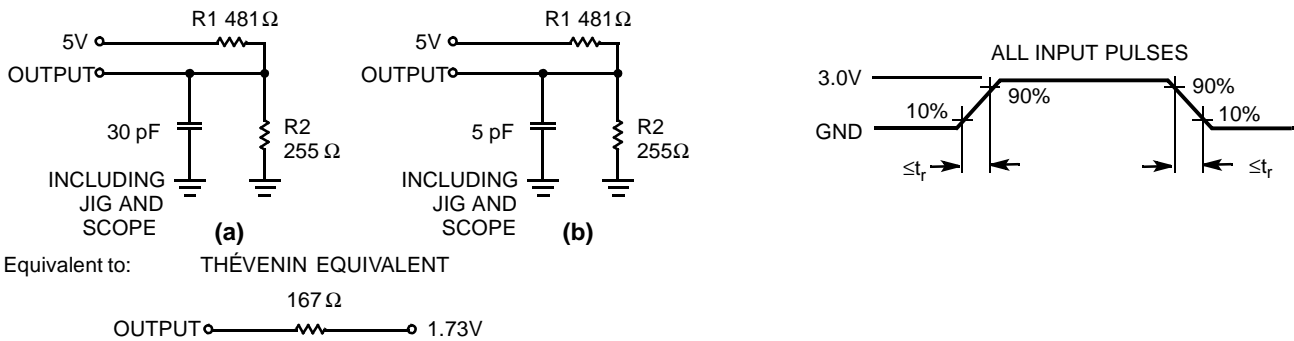 R1 481Ω
5V
OUTPUT
30 pF
R2
255 Ω
INCLUDING
JIG AND
SCOPE
(a)
R1 481Ω
5V
OUTPUT
5 pF
R2
255Ω
INCLUDING
JIG AND
SCOPE
(b)
Equivalent to: THÉVENIN EQUIVALENT
167 Ω
OUTPUT 1.73V
ALL INPUT PULSES
3.0V
90%
90%
10%
10%
GND
≤tr
≤tr